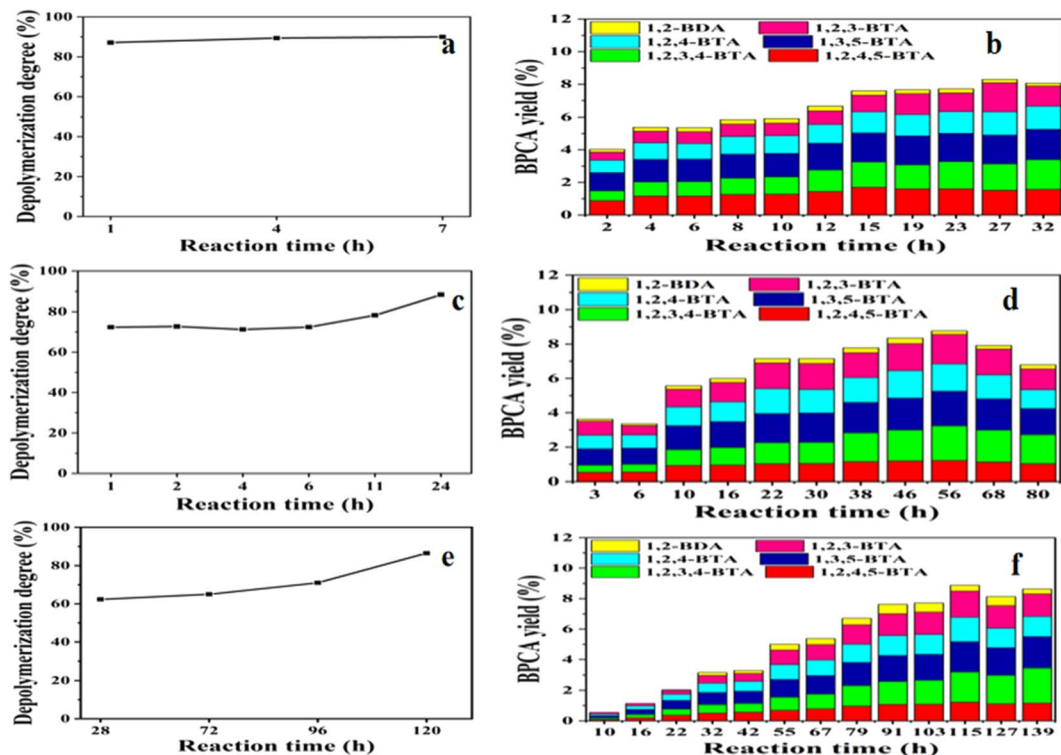 a
Depolymerization degree (%)
100
80
60
40
20
0
1
4
7
Reaction time (h)
b
BPCA yield (%)
12
10
8
6
4
2
0
1,2-BDA
1,2,3-BTA
1,2,4-BTA
1,3,5-BTA
1,2,3,4-BTA
1,2,4,5-BTA
2
4
6
8
10
12
15
19
23
27
32
Reaction time (h)
c
Depolymerization degree (%)
100
80
60
40
20
0
1
2
4
6
11
24
Reaction time (h)
d
BPCA yield (%)
12
10
8
6
4
2
0
1,2-BDA
1,2,3-BTA
1,2,4-BTA
1,3,5-BTA
1,2,3,4-BTA
1,2,4,5-BTA
3
6
10
16
22
30
38
46
56
68
80
Reaction time (h)
e
Depolymerization degree (%)
100
80
60
40
20
0
28
72
96
120
Reaction time (h)
f
BPCA yield (%)
12
10
8
6
4
2
0
1,2-BDA
1,2,3-BTA
1,2,4-BTA
1,3,5-BTA
1,2,3,4-BTA
1,2,4,5-BTA
10
16
22
32
42
55
67
79
91
103
115
127
139
Reaction time (h)